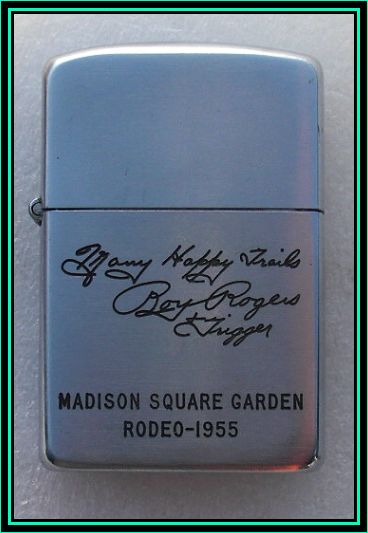 Many Happy Trails
Roy Rogers
Trigger
MADISON SQUARE GARDEN
RODEO-1955